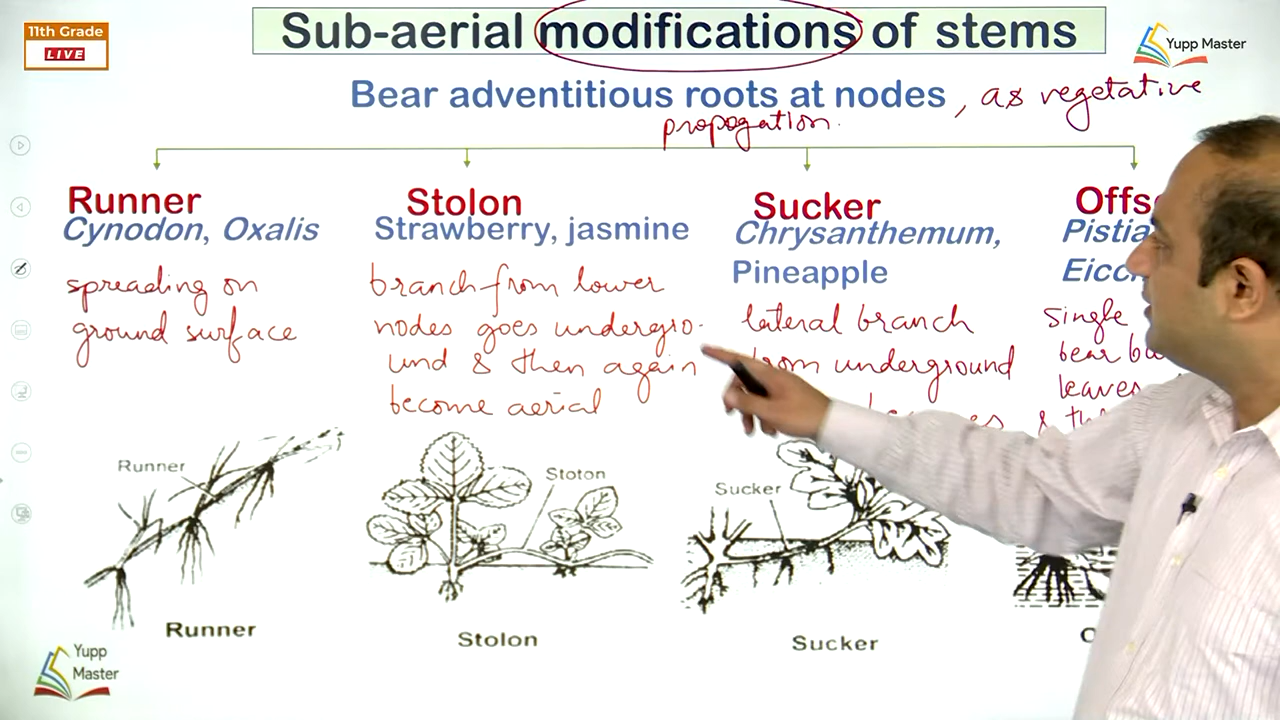 11th Grade
LIVE
Sub-aerial modifications of stems
Yupp Master
Bear adventitious roots at nodes , as vegetative
propogation.
Runner
Cynodon, Oxalis
spreading on
ground surface
Stolon
Strawberry, jasmine
branch from lower
nodes goes undergro-
und & then again
become aerial
Sucker
Chrysanthemum,
Pineapple
lateral branch
from underground
Pistia
single
bear
leaves
&
Runner
Runner
Stoton
Stolon
Sucker
Sucker
Yupp
Master